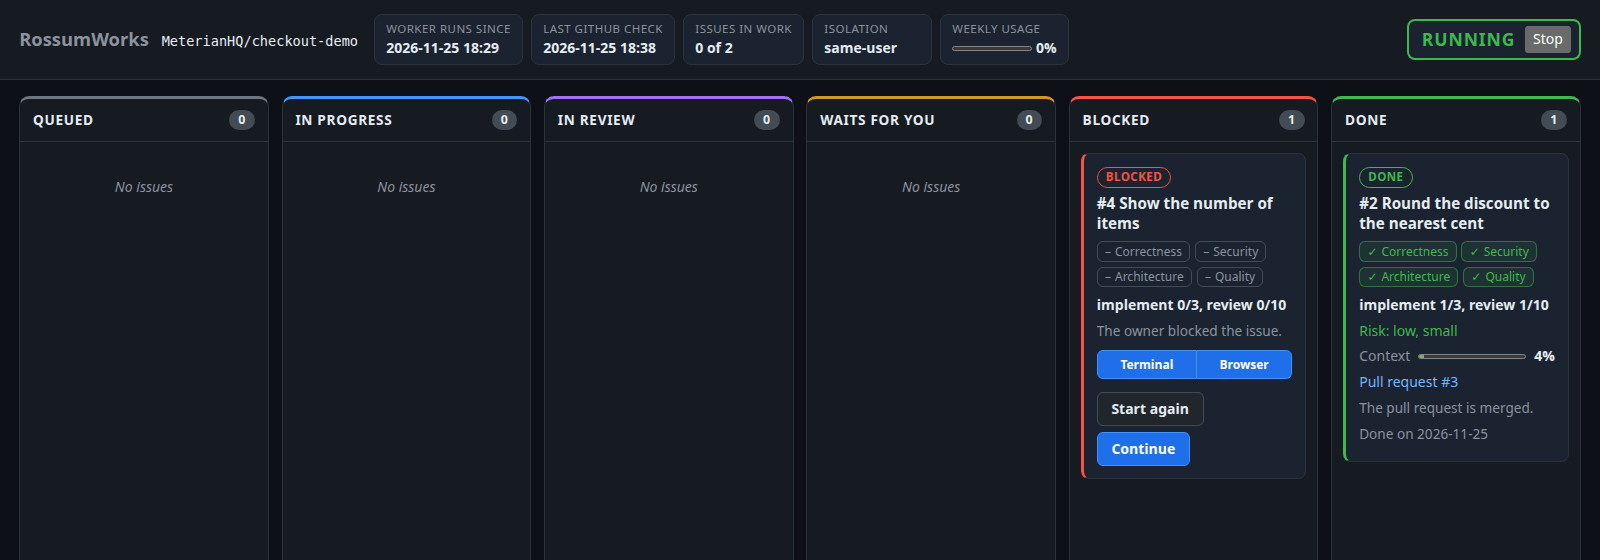 RossumWorks MeterianHQ/checkout-demo
WORKER RUNS SINCE
2026-11-25 18:29
LAST GITHUB CHECK
2026-11-25 18:38
ISSUES IN WORK
0 of 2
ISOLATION
same-user
WEEKLY USAGE
0%
RUNNING Stop
QUEUED 0
No Issues
IN PROGRESS 0
No Issues
IN REVIEW 0
No Issues
WAITS FOR YOU 0
No Issues
BLOCKED 1
BLOCKED
#4 Show the number of
items
– Correctness – Security
– Architecture – Quality
implement 0/3, review 0/10
The owner blocked the issue.
Terminal Browser
Start again
Continue
DONE 1
DONE
#2 Round the discount to
the nearest cent
✓ Correctness ✓ Security
✓ Architecture ✓ Quality
implement 1/3, review 1/10
Risk: low, small
Context 4%
Pull request #3
The pull request is merged.
Done on 2026-11-25